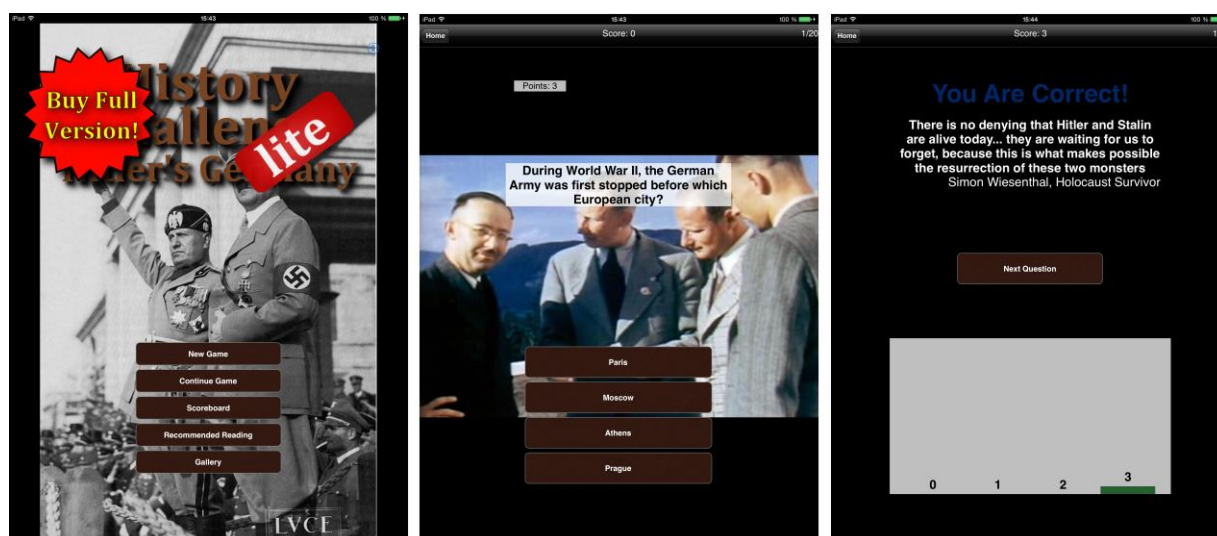 iPad
15:43
100 %
History
Buy Full
Version!
lite
New Game
Continue Game
Scoreboard
Recommended Reading
Gallery
LVCE
iPad
15:43
100 %
Home
Score: 0
1/20
Points: 3
During World War II, the German
Army was first stopped before which
European city?
Paris
Moscow
Athens
Prague
iPad
15:44
100 %
Home
Score: 3
1
You Are Correct!
There is no denying that Hitler and Stalin
are alive today... they are waiting for us to
forget, because this is what makes possible
the resurrection of these two monsters
Simon Wiesenthal, Holocaust Survivor
Next Question
0 1 2 3